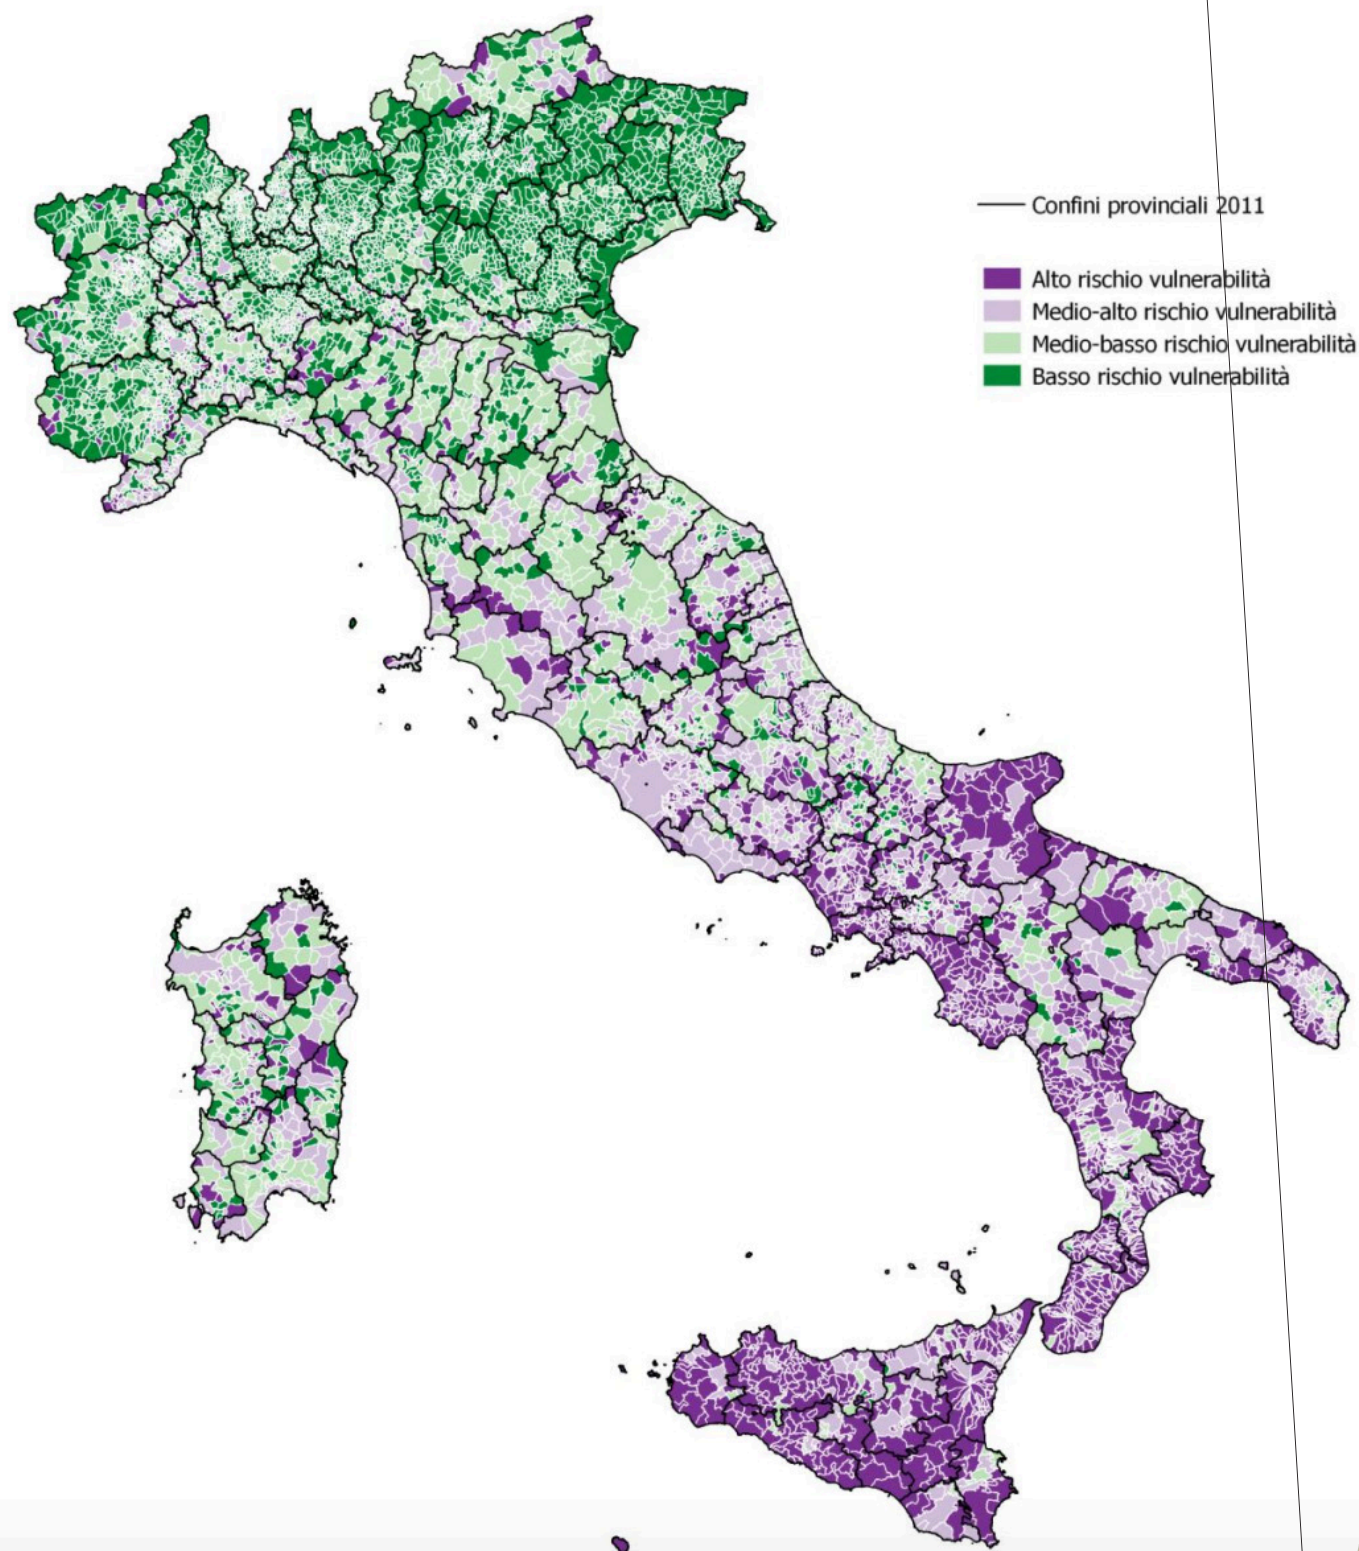 Confini provinciali 2011
Alto rischio vulnerabilità
Medio-alto rischio vulnerabilità
Medio-basso rischio vulnerabilità
Basso rischio vulnerabilità